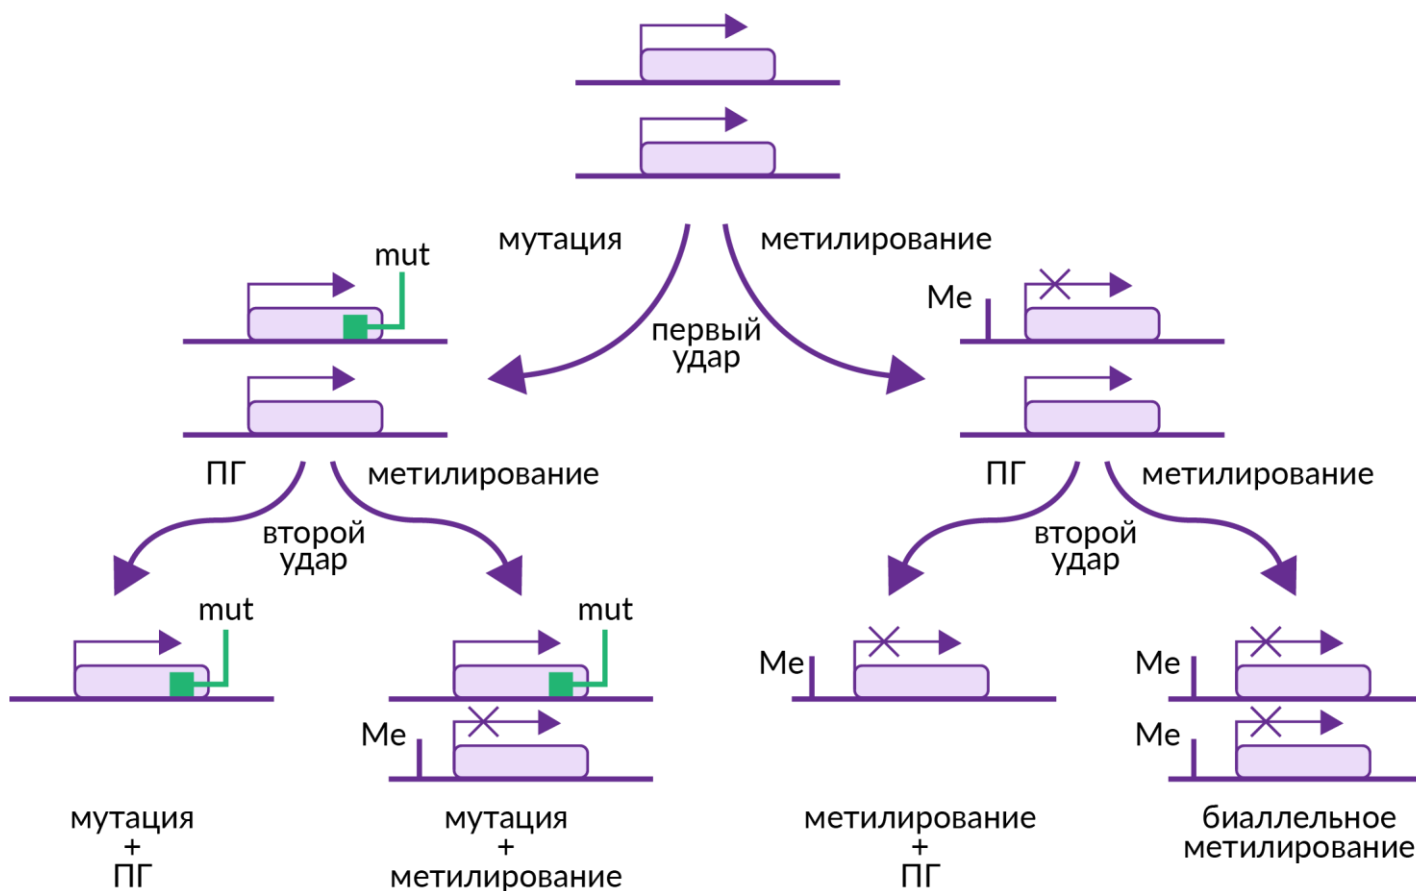 мутация
метилирование
mut
Me
первый
удар
ПГ
метилирование
ПГ
метилирование
второй
удар
второй
удар
mut
mut
Me
Me
Me
Me
мутация
+
ПГ
мутация
+
метилирование
метилирование
+
ПГ
биаллельное
метилирование